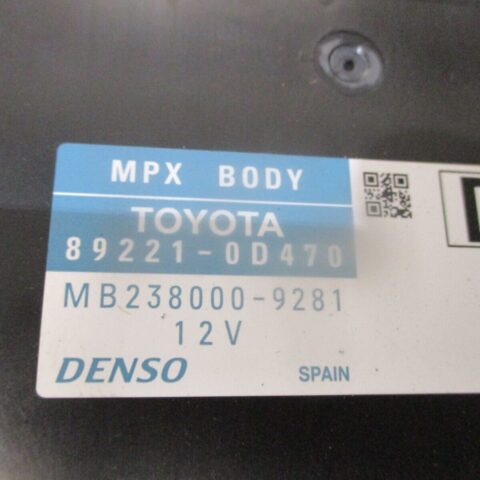 MPX BODY
TOYOTA
89221-0D470
MB238000-9281
12V
DENSO SPAIN